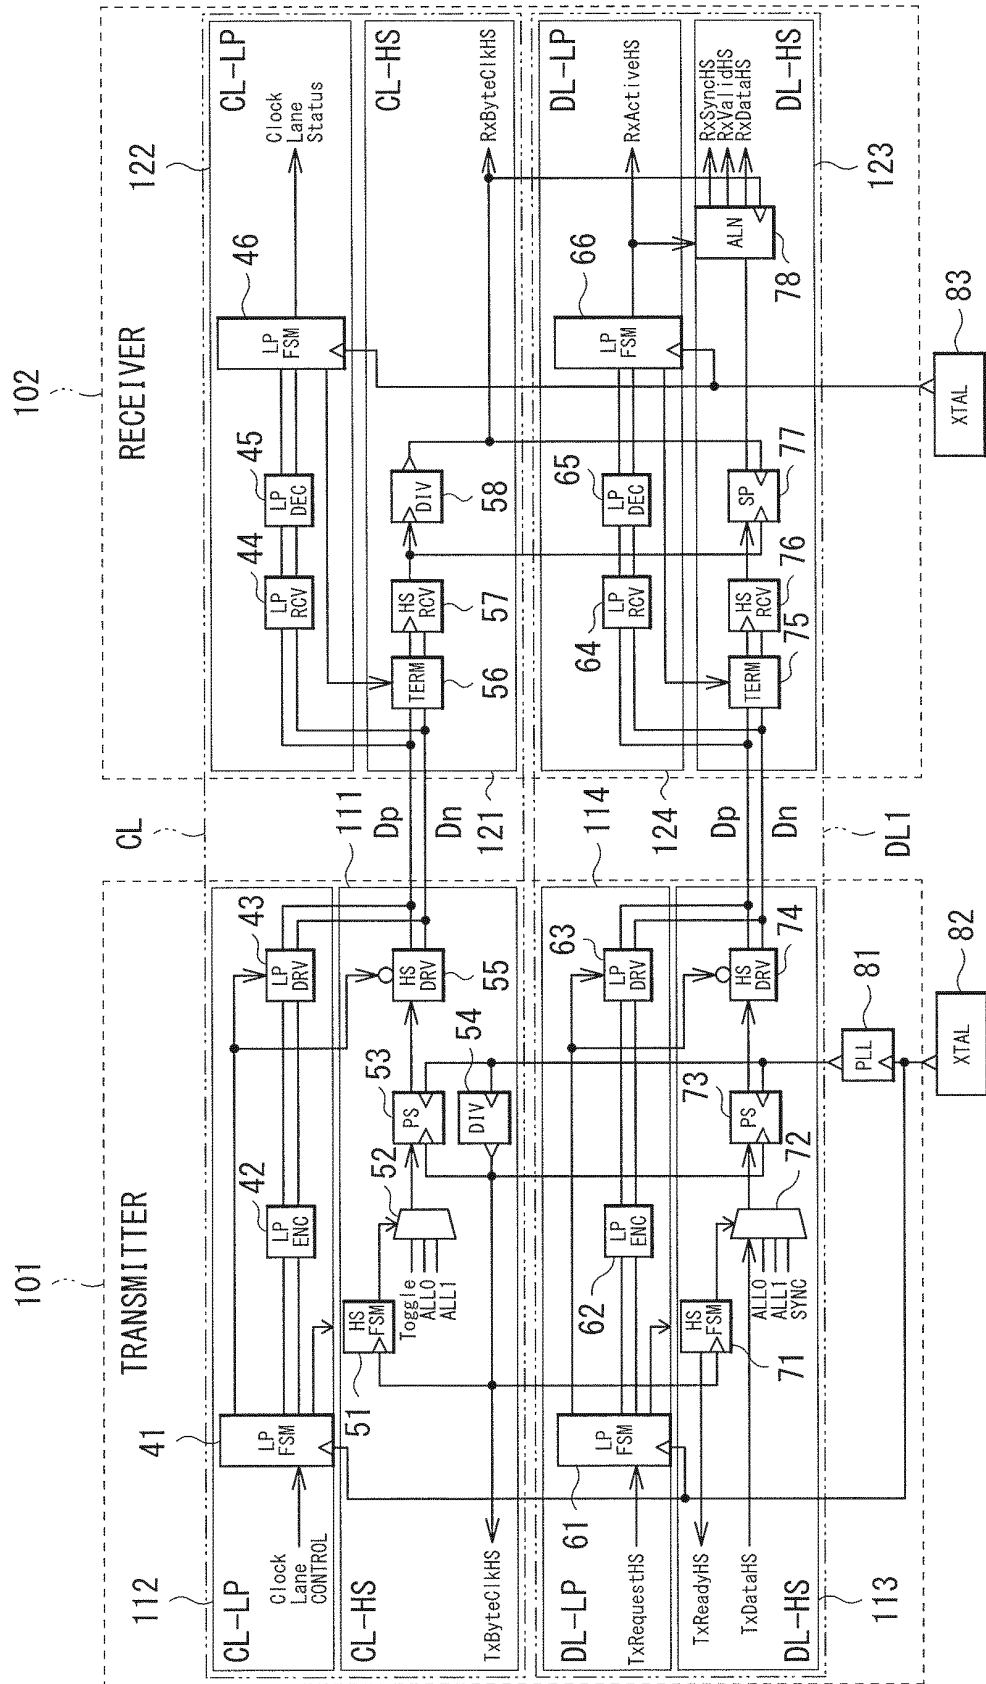 101
TRANSMITTER
102
RECEIVER
112
CL-LP
Clock
Lane
CONTROL
41
LP
FSM
42
LP
ENC
43
LP
DRV
CL
CL-HS
TxByteClkHS
51
HS
FSM
Toggle
ALL0
ALL1
52
53
PS
54
DIV
55
HS
DRV
111
Dp
Dn
121
44
LP
RCV
45
LP
DEC
46
LP
FSM
Clock
Lane
Status
122
CL-LP
56
TERM
57
HS
RCV
58
DIV
RxByteClkHS
CL-HS
DL-LP
TxRequestHS
61
LP
FSM
62
LP
ENC
63
LP
DRV
114
TxReadyHS
TxDataHS
DL-HS
113
71
HS
FSM
ALL0
ALL1
SYNC
72
73
PS
74
HS
DRV
124
Dp
Dn
DL1
64
LP
RCV
65
LP
DEC
66
LP
FSM
RxActiveHS
DL-LP
75
TERM
76
HS
RCV
77
SP
78
ALN
RxSyncHS
RxValidHS
RxDataHS
DL-HS
123
81
PLL
82
XTAL
83
XTAL